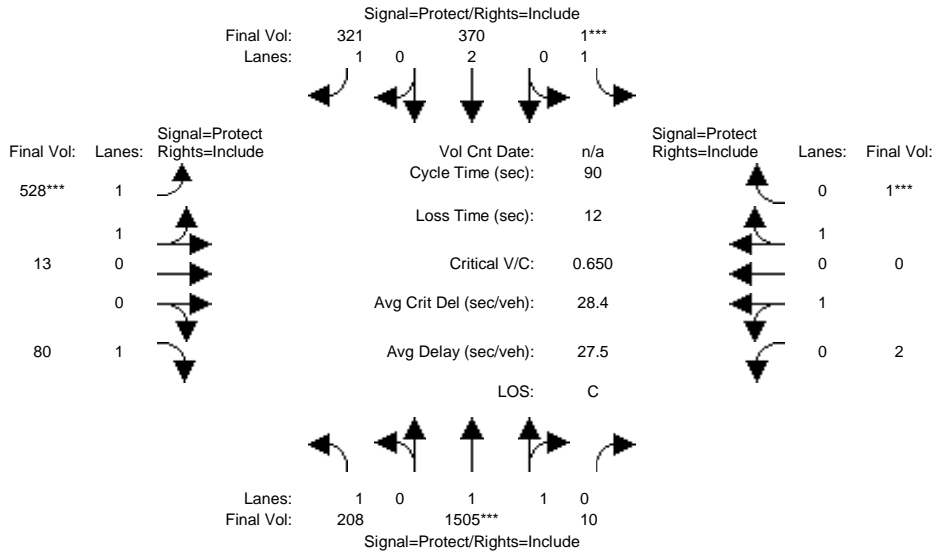 Signal=Protect/Rights=Include
Final Vol: 321 370 1***
Lanes: 1 0 2 0 1
Signal=Protect Signal=Protect
Final Vol: Lanes: Rights=Include Vol Cnt Date: n/a Rights=Include Lanes: Final Vol:
Cycle Time (sec): 90
528*** 1 0 1***
Loss Time (sec): 12
1 1
13 0 Critical V/C: 0.650 0 0
0 Avg Crit Del (sec/veh): 28.4 1
80 1 Avg Delay (sec/veh): 27.5 0 2
LOS: C
Lanes: 1 0 1 1 0
Final Vol: 208 1505*** 10
Signal=Protect/Rights=Include